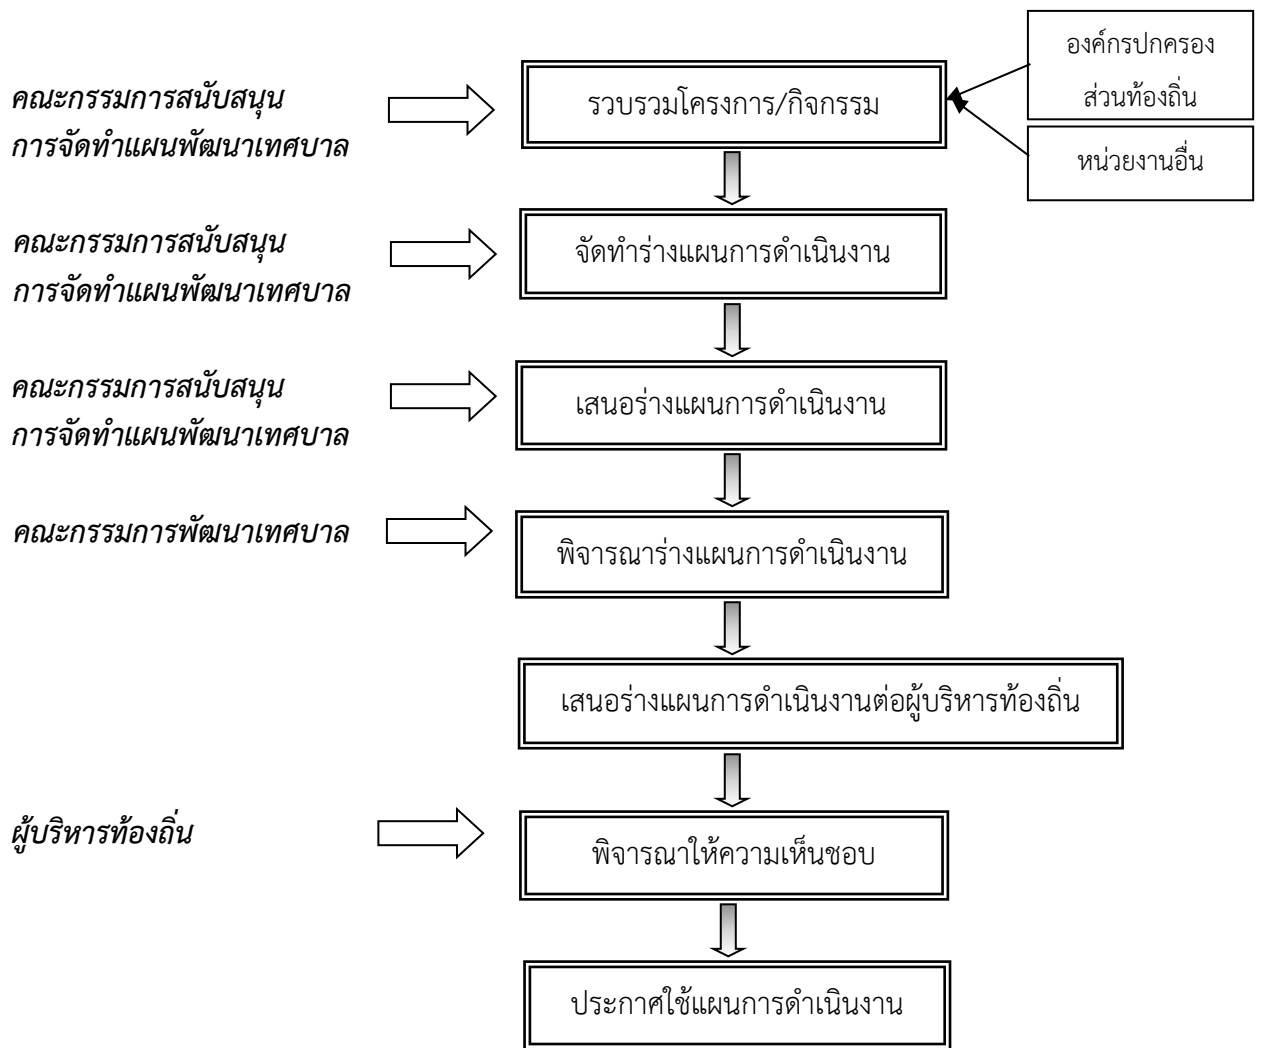 องค์กรปกครอง
ส่วนท้องถิ่น
คณะกรรมการสนับสนุน
การจัดทำแผนพัฒนาเทศบาล
รวบรวมโครงการ/กิจกรรม
หน่วยงานอื่น
คณะกรรมการสนับสนุน
การจัดทำแผนพัฒนาเทศบาล
จัดทำร่างแผนการดำเนินงาน
คณะกรรมการสนับสนุน
การจัดทำแผนพัฒนาเทศบาล
เสนอร่างแผนการดำเนินงาน
คณะกรรมการพัฒนาเทศบาล
พิจารณาร่างแผนการดำเนินงาน
เสนอร่างแผนการดำเนินงานต่อผู้บริหารท้องถิ่น
ผู้บริหารท้องถิ่น
พิจารณาให้ความเห็นชอบ
ประกาศใช้แผนการดำเนินงาน